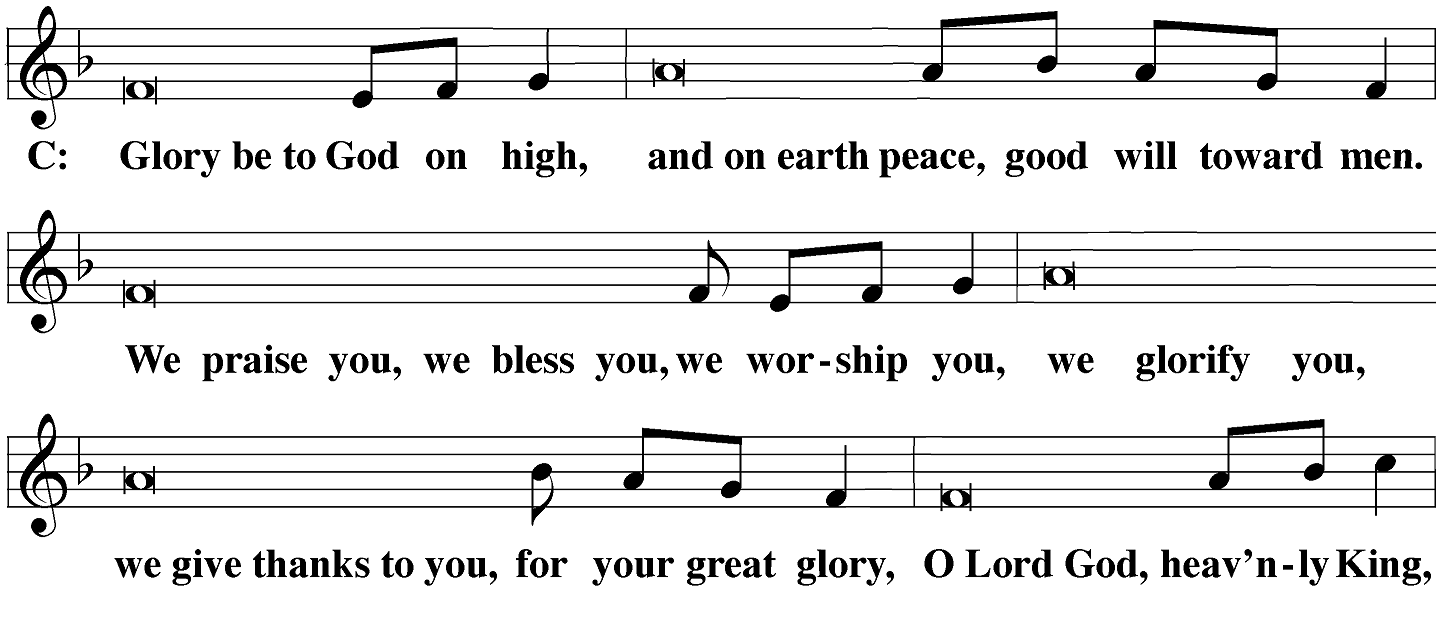 C: Glory be to God on high, and on earth peace, good will toward men.
We praise you, we bless you, we wor-ship you, we glorify you,
we give thanks to you, for your great glory, O Lord God, heav’n-ly King,